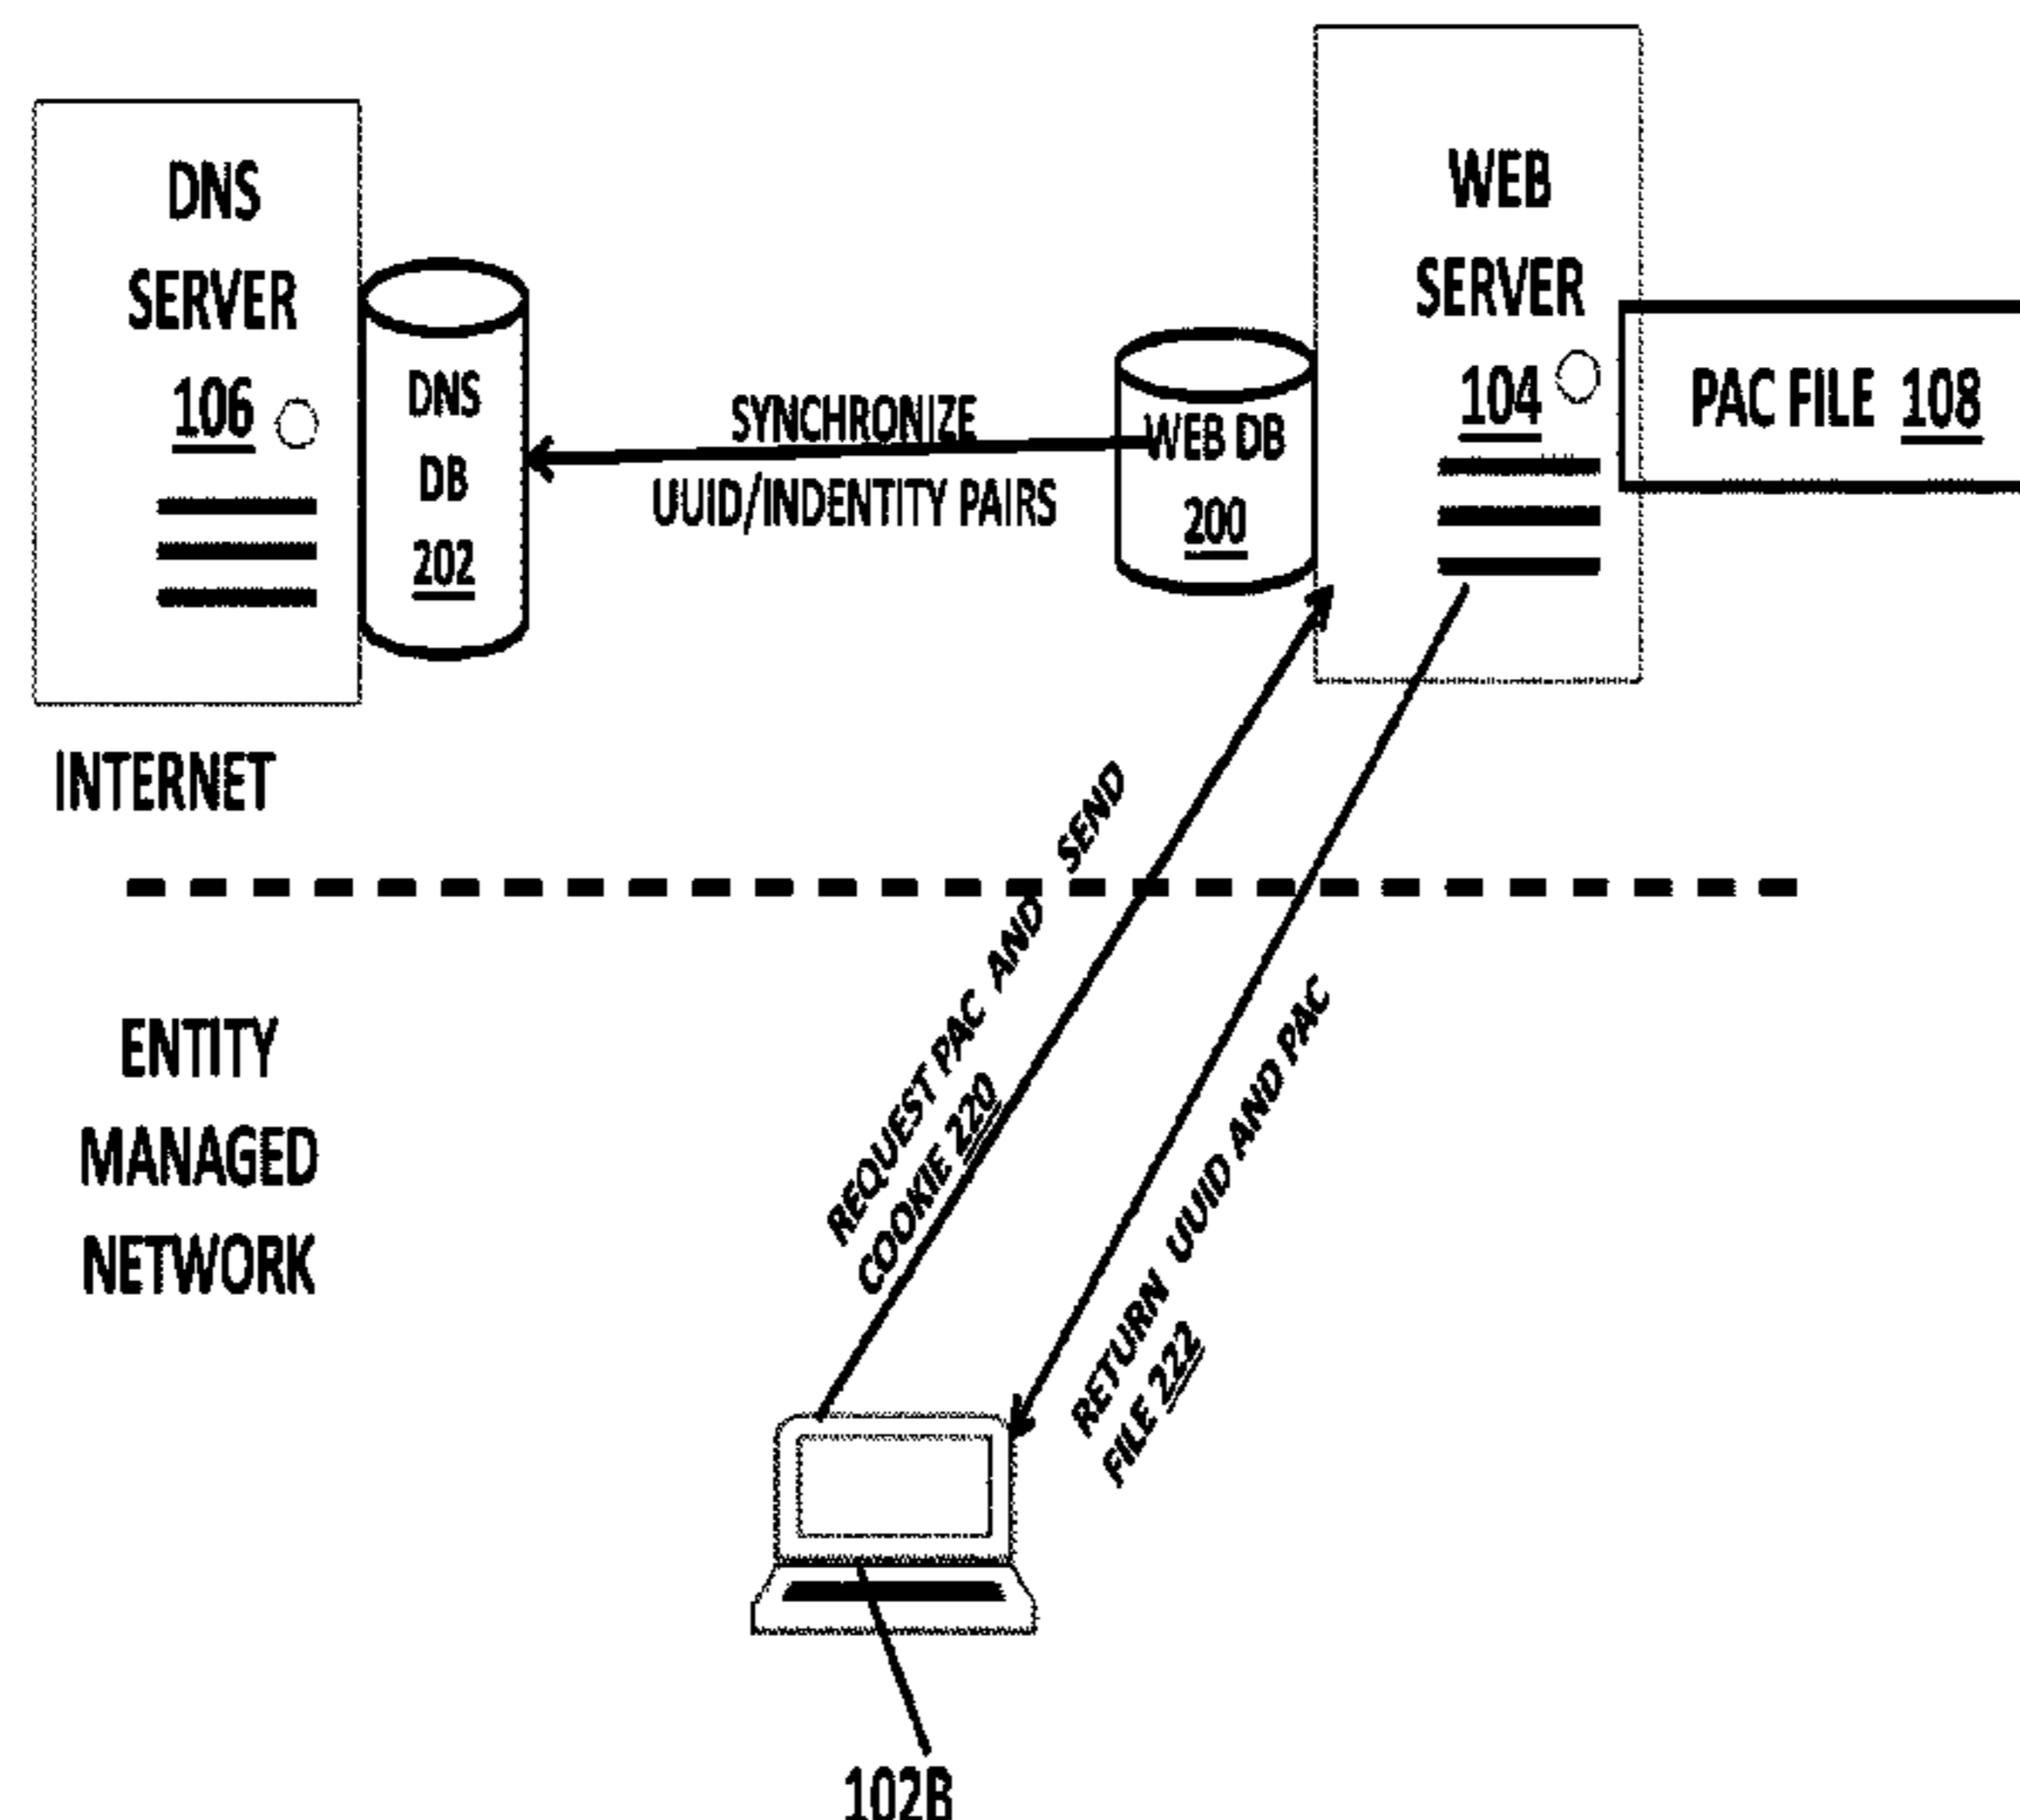 DNS
SERVER
106
DNS
DB
202
SYNCHRONIZE
UUID/INDENTITY PAIRS
WEB DB
200
WEB
SERVER
104
PAC FILE 108
INTERNET
REQUEST PAC AND SEND
COOKIE 220
RETURN UUID AND PAC
FILE 222
ENTITY
MANAGED
NETWORK
102B